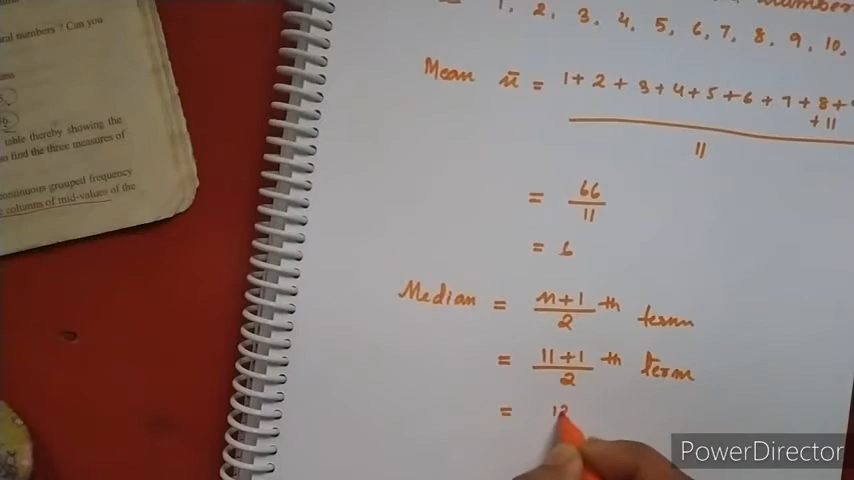 ral numbers ? Can you
table thereby showing the
so find the three measures of
continuous grouped frequency
columns of mid-values of the
numbers
1, 2, 3, 4, 5, 6, 7, 8, 9, 10,
Mean x̄ = 1+2+3+4+5+6+7+8+
+11
11
= 66
11
= 6
Median = n+1 th term
2
= 11+1 th term
2
= 12
PowerDirector